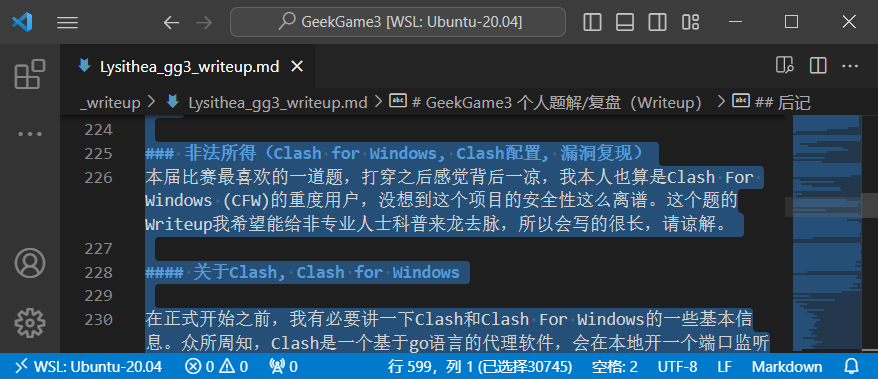 GeekGame3 [WSL: Ubuntu-20.04]
Lysithea_gg3_writeup.md
_writeup > Lysithea_gg3_writeup.md > # GeekGame3 个人题解/复盘（Writeup） > ## 后记
224
225 ### 非法所得（Clash for Windows, Clash配置, 漏洞复现）
226 本届比赛最喜欢的一道题，打穿之后感觉背后一凉，我本人也算是Clash For
Windows (CFW)的重度用户，没想到这个项目的安全性这么离谱。这个题的
Writeup我希望能给非专业人士科普来龙去脉，所以会写的很长，请谅解。
227
228 #### 关于Clash, Clash for Windows
229
230 在正式开始之前，我有必要讲一下Clash和Clash For Windows的一些基本信
息。众所周知，Clash是一个基于go语言的代理软件，会在本地开一个端口监听
WSL: Ubuntu-20.04 0 0 0 行 599，列 1 (已选择30745) 空格: 2 UTF-8 LF Markdown